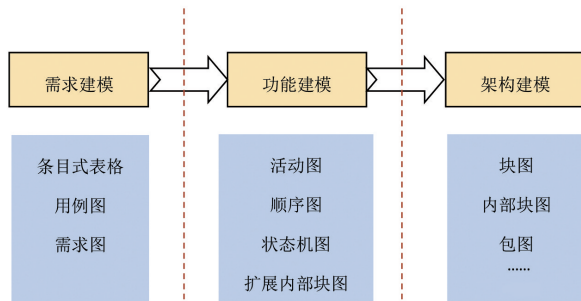 需求建模
功能建模
架构建模
条目式表格
用例图
需求图
活动图
顺序图
状态机图
扩展内部块图
块图
内部块图
包图
······